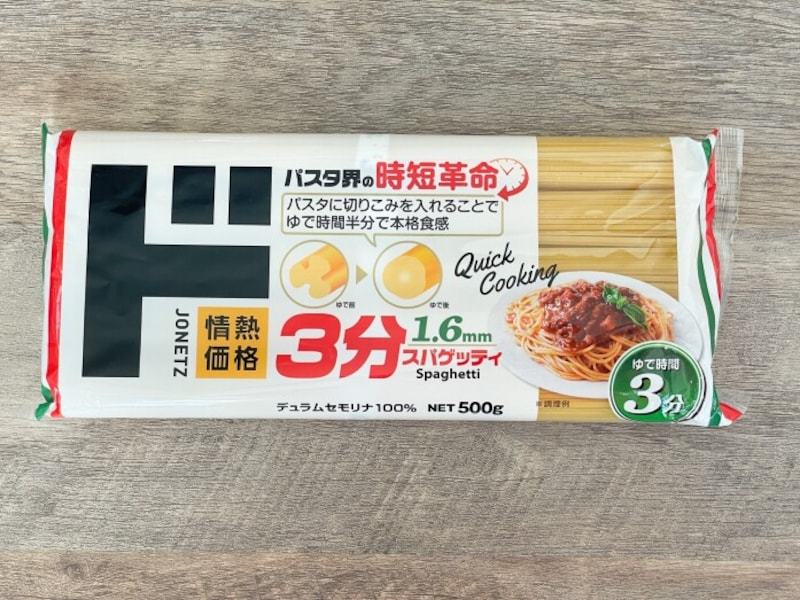 ド
JONETZ
情熱
価格
パスタ界の時短革命
パスタに切りこみを入れることで
ゆで時間半分で本格食感
ゆで前
ゆで後
Quick
Cooking
3分
1.6mm
スパゲッティ
Spaghetti
デュラムセモリナ100% NET 500g
※調理例
ゆで時間
3分